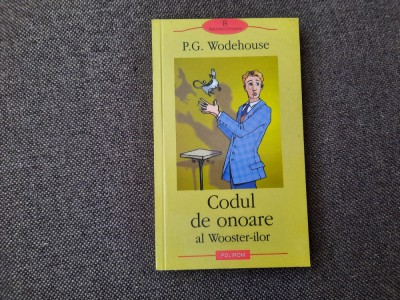 B
P.G. Wodehouse
Codul
de onoare
al Wooster-ilor
POLIROM